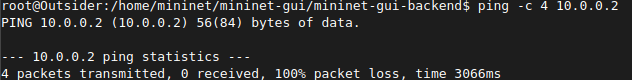 root@Outsider:/home/mininet/mininet-gui/mininet-gui-backend$ ping -c 4 10.0.0.2
PING 10.0.0.2 (10.0.0.2) 56(84) bytes of data.
--- 10.0.0.2 ping statistics ---
4 packets transmitted, 0 received, 100% packet loss, time 3066ms